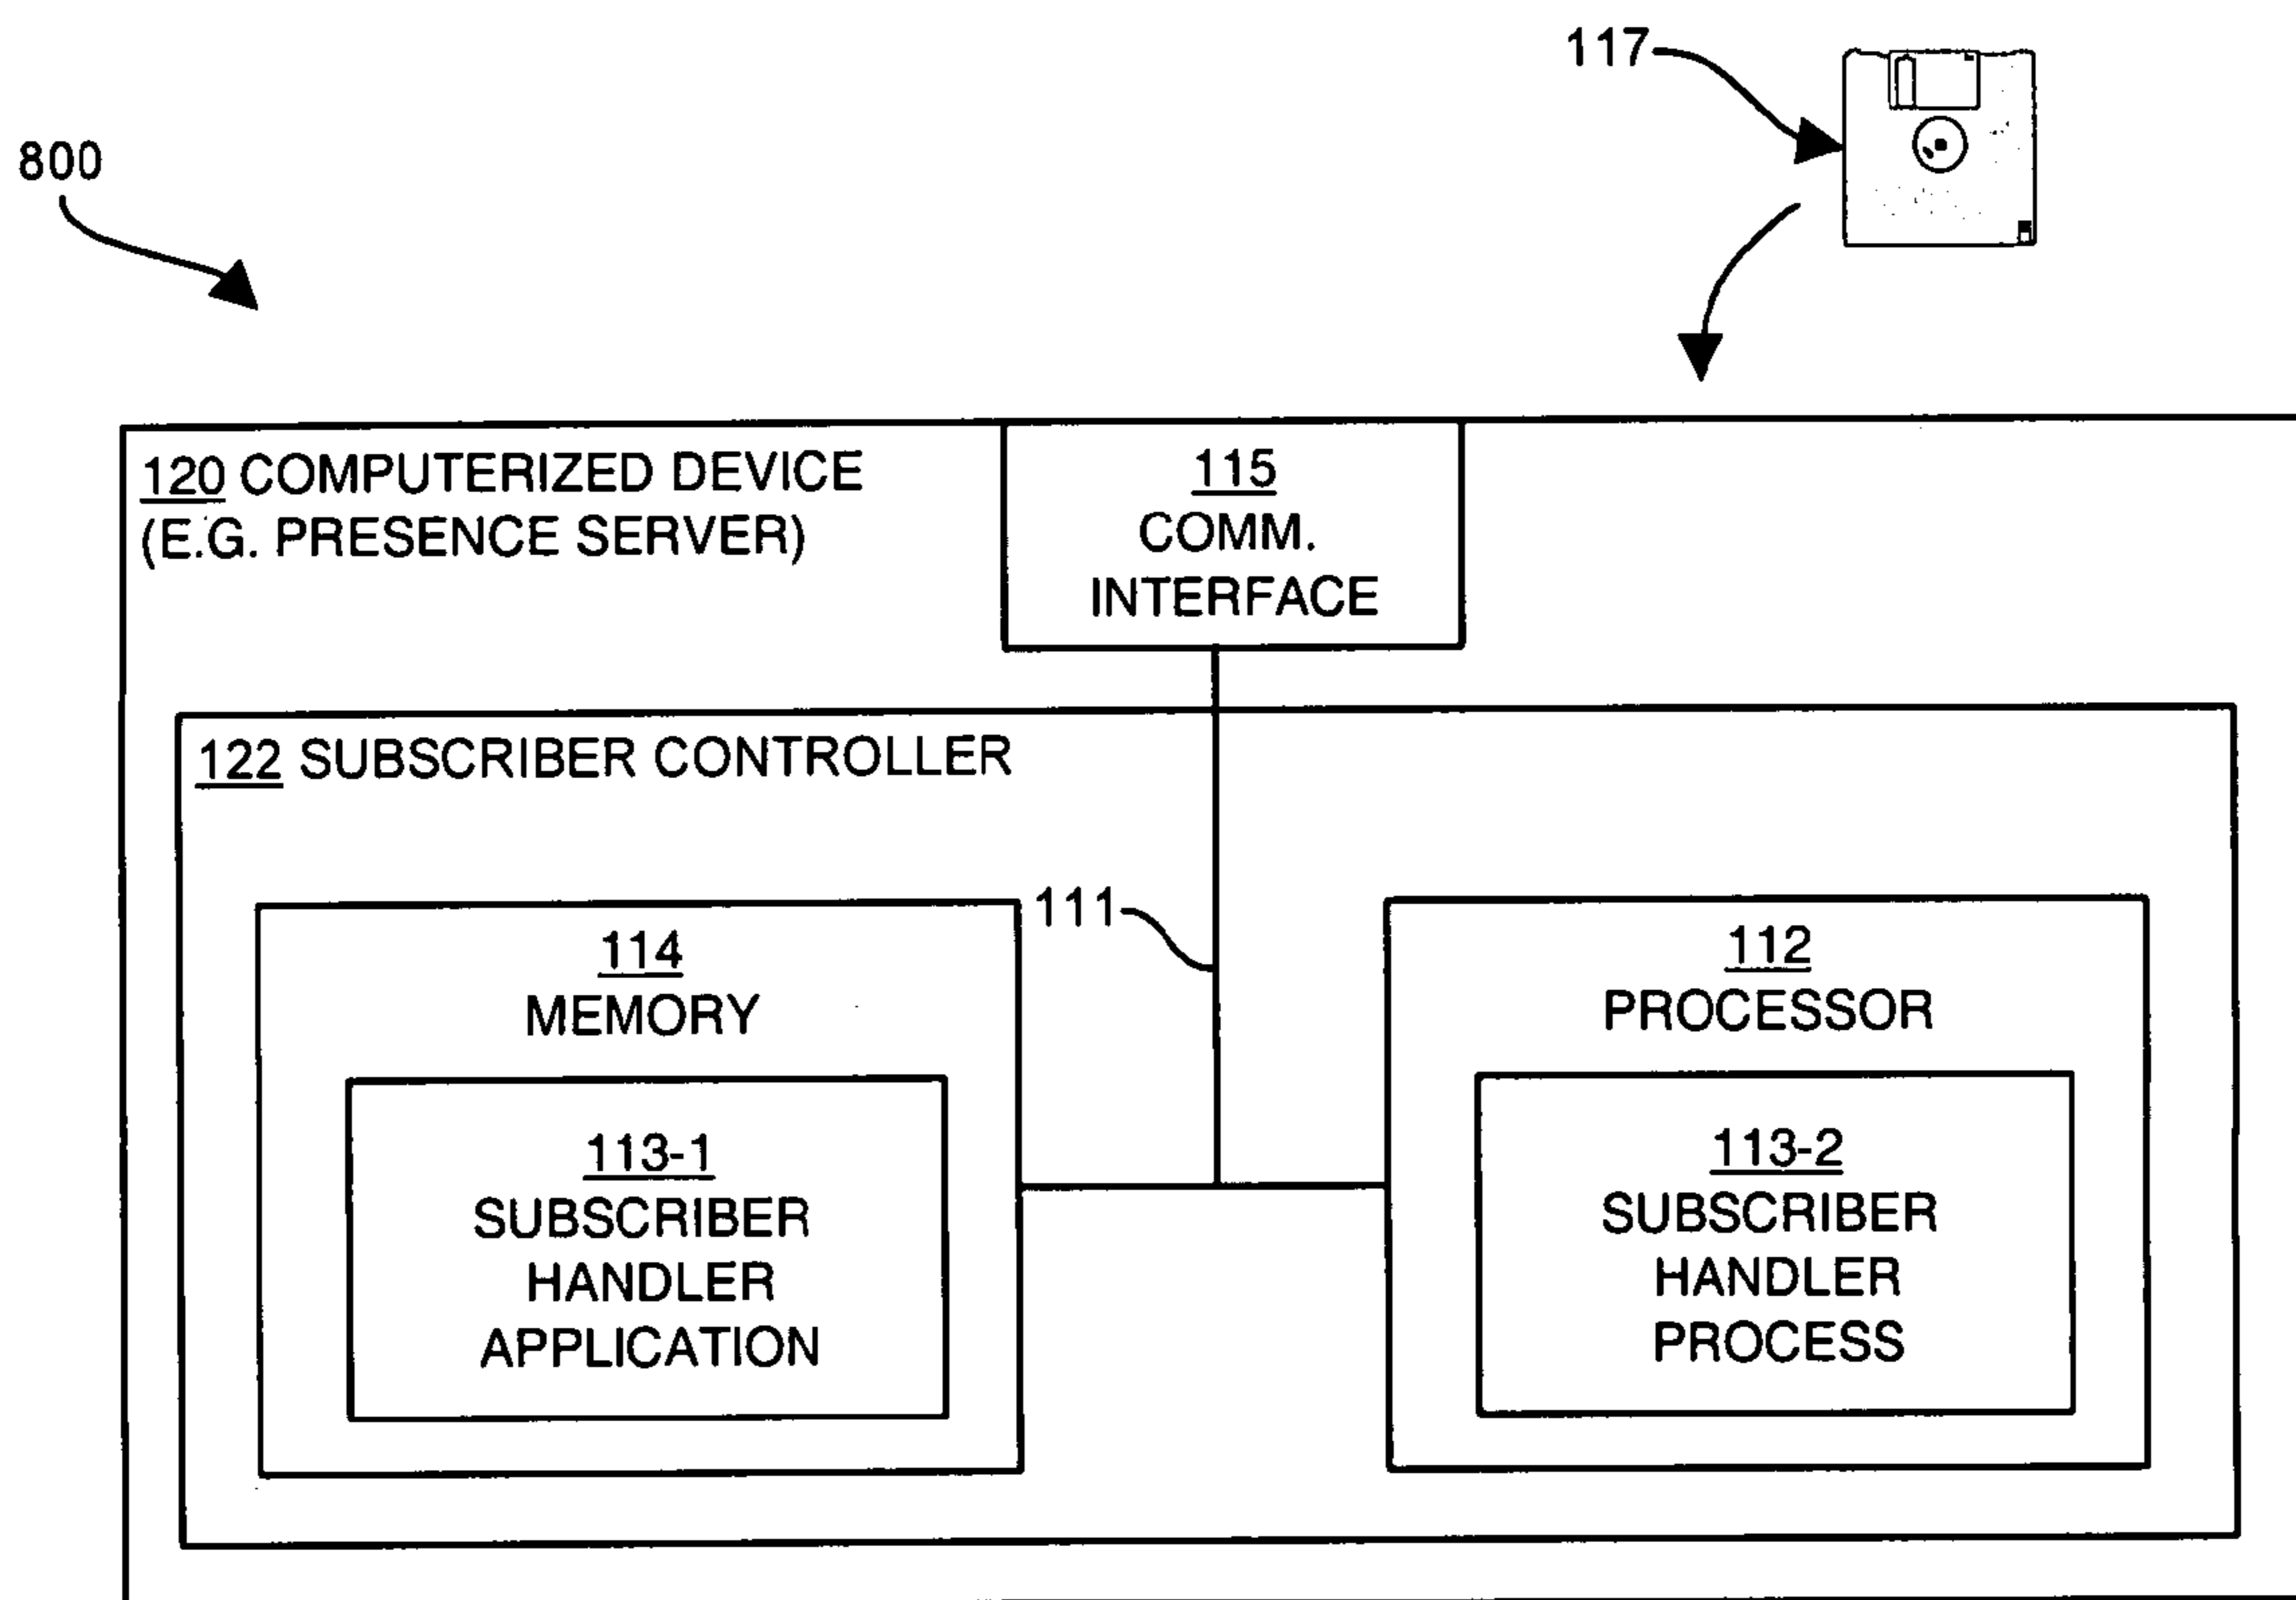 117
800
120 COMPUTERIZED DEVICE
(E.G. PRESENCE SERVER)
115
COMM.
INTERFACE
122 SUBSCRIBER CONTROLLER
111
114
MEMORY
113-1
SUBSCRIBER
HANDLER
APPLICATION
112
PROCESSOR
113-2
SUBSCRIBER
HANDLER
PROCESS